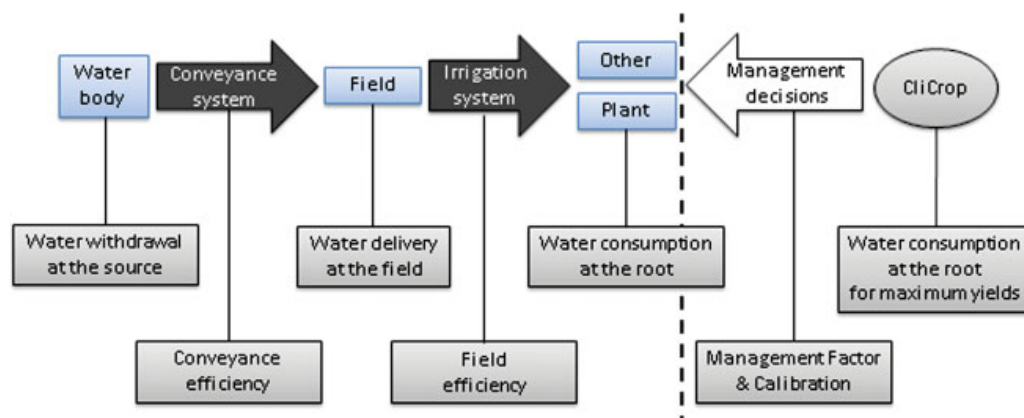 Water
body
Conveyance
system
Field
Irrigation
system
Other
Plant
Management
decisions
CliCrop
Water withdrawal
at the source
Water delivery
at the field
Water consumption
at the root
Water consumption
at the root
for maximum yields
Conveyance
efficiency
Field
efficiency
Management Factor
& Calibration